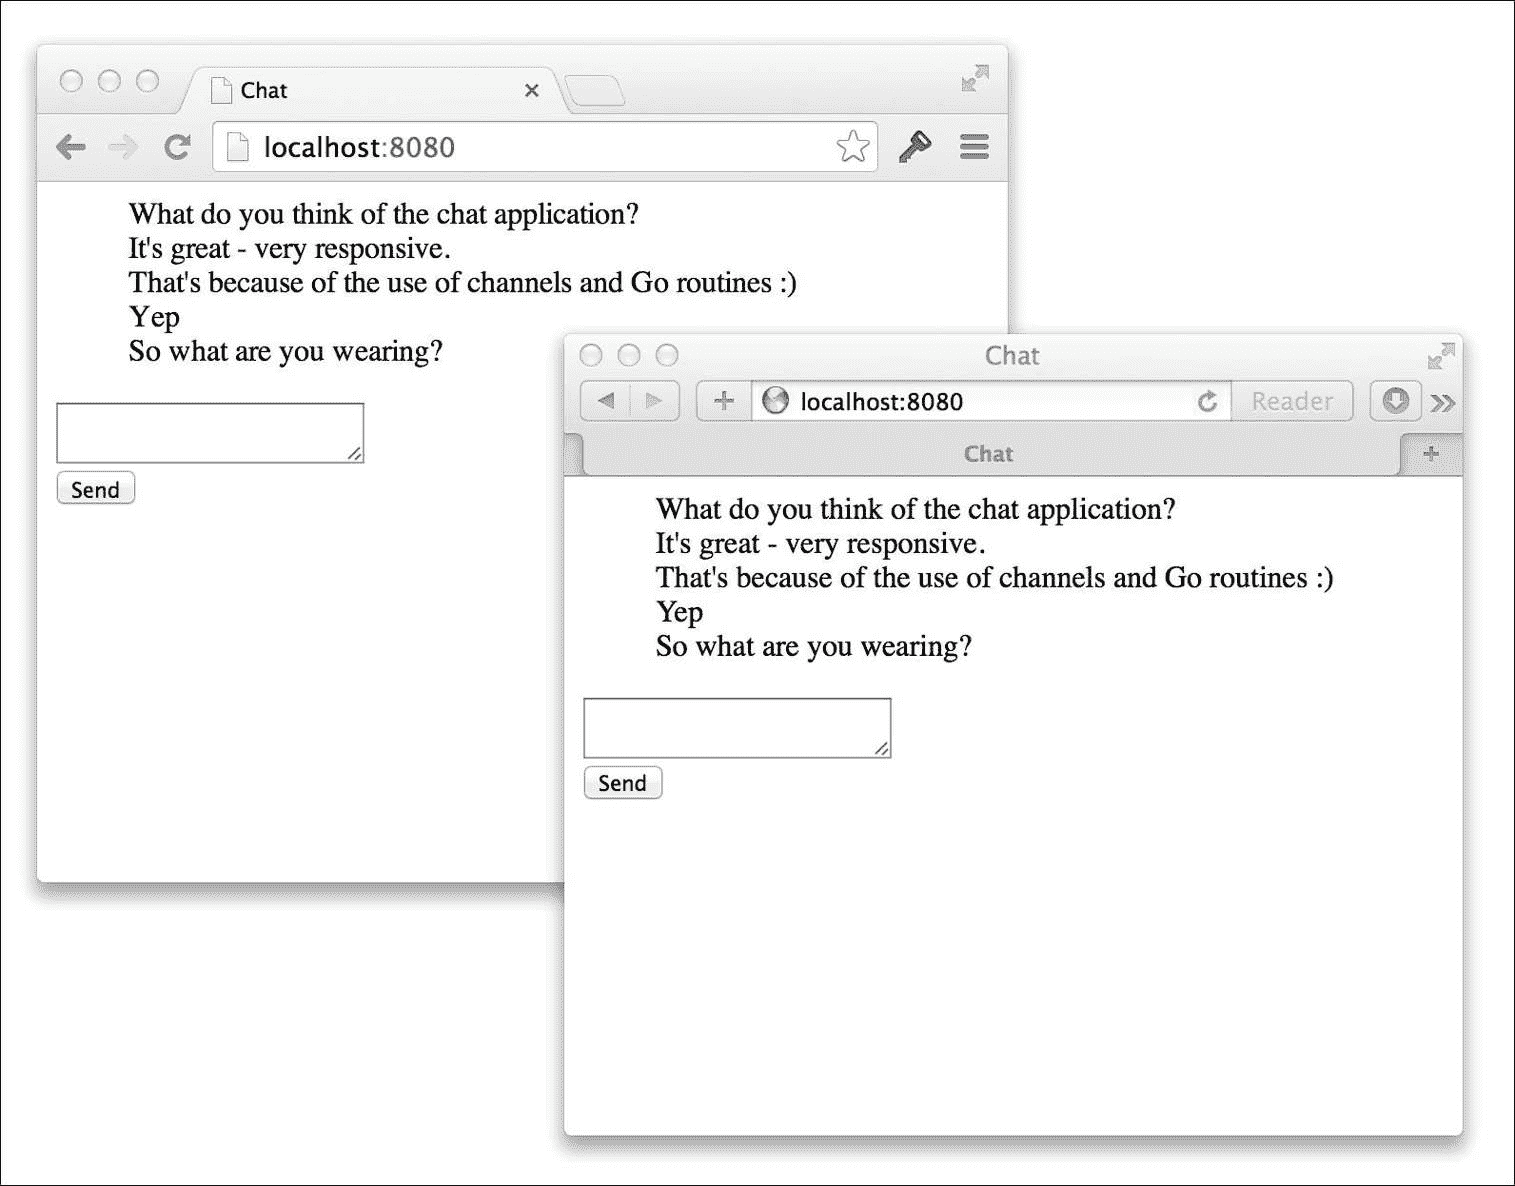 Chat
localhost:8080
What do you think of the chat application?
It's great - very responsive.
That's because of the use of channels and Go routines :)
Yep
So what are you wearing?
Send
Chat
localhost:8080
Reader
Chat
What do you think of the chat application?
It's great - very responsive.
That's because of the use of channels and Go routines :)
Yep
So what are you wearing?
Send